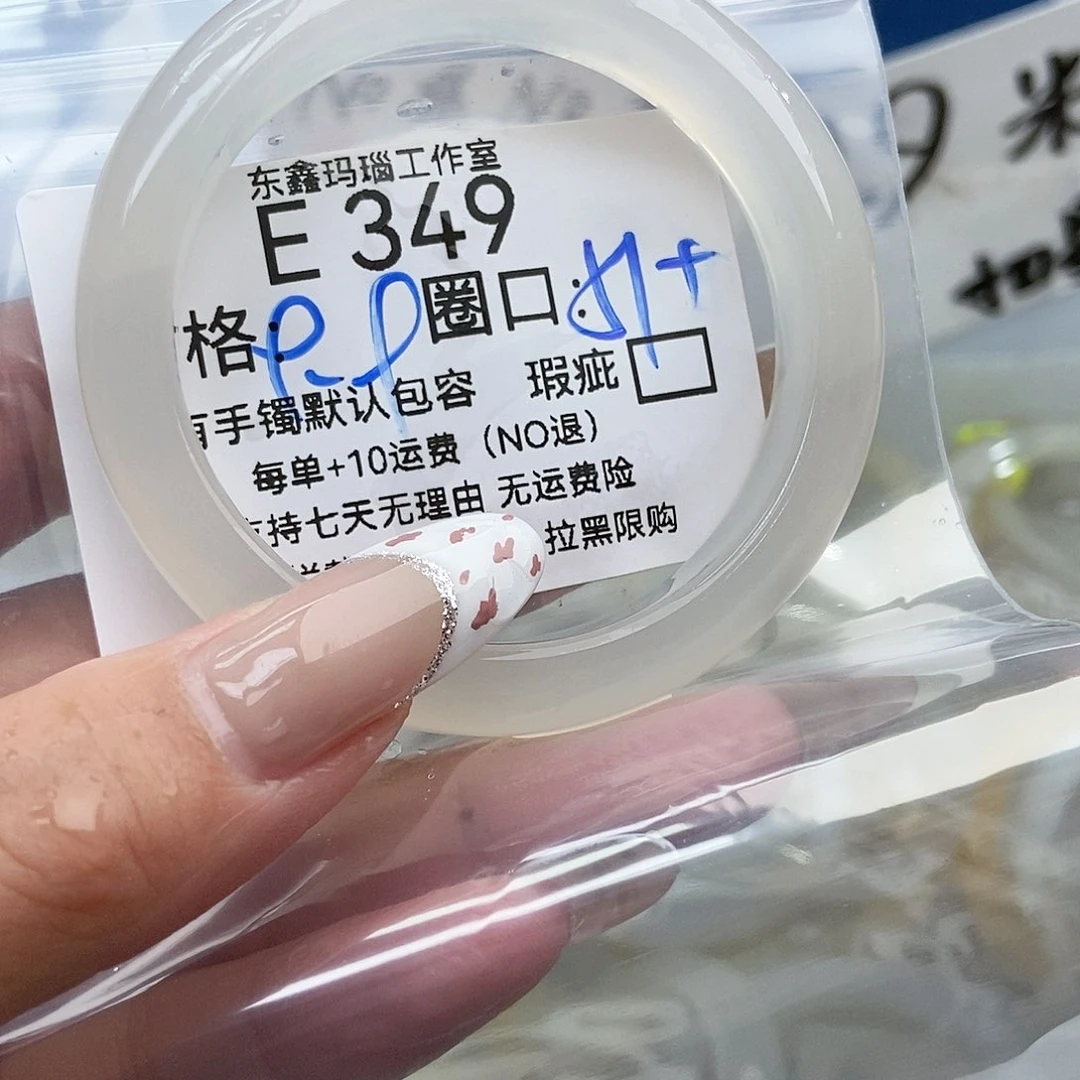 东鑫玛瑙工作室
E 349
格: 圈口:
有手镯默认包容 瑕疵
每单+10运费（NO退）
支持七天无理由 无运费险
拉黑限购
米